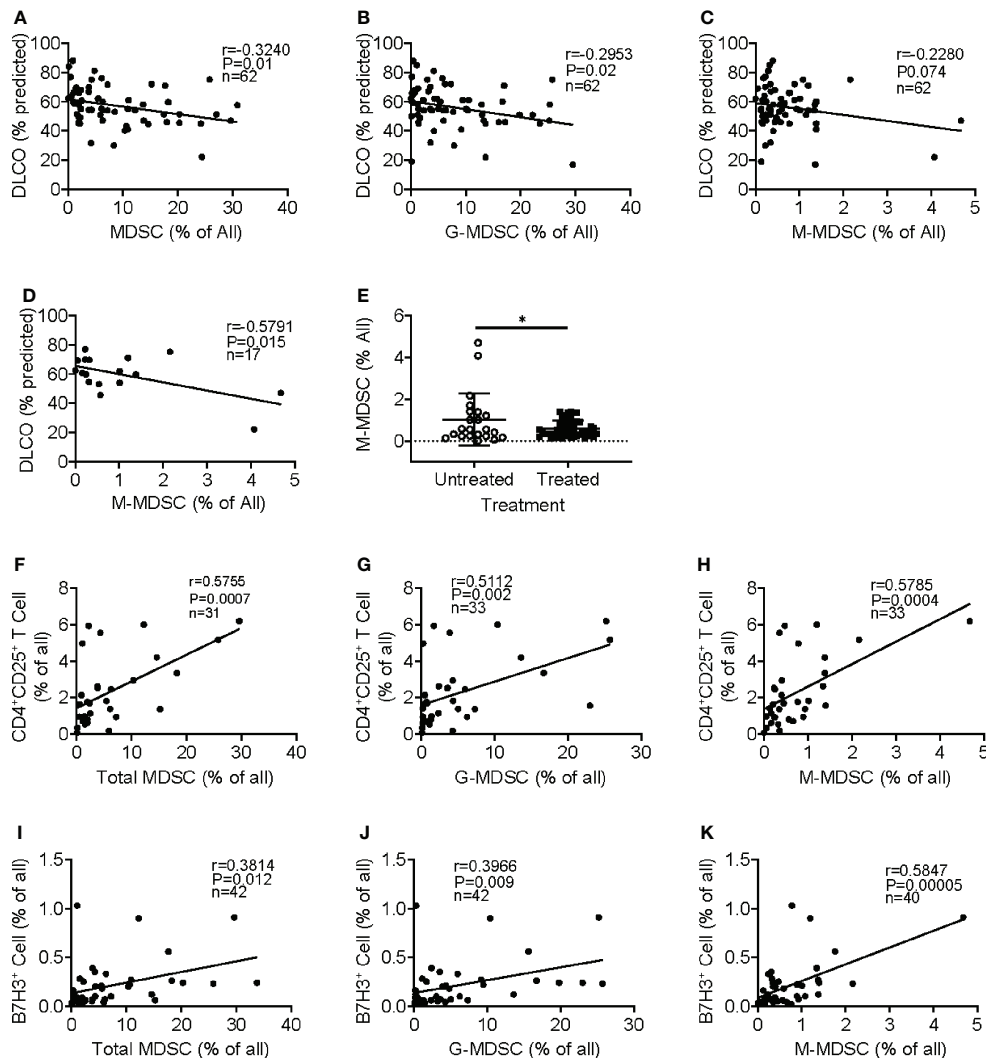 A
r=-0.3240
P=0.01
n=62
DLCO (% predicted)
100
80
60
40
20
0
0 10 20 30 40
MDSC (% of All)
B
r=-0.2953
P=0.02
n=62
DLCO (% predicted)
100
80
60
40
20
0
0 10 20 30 40
G-MDSC (% of All)
C
r=-0.2280
P0.074
n=62
DLCO (% predicted)
100
80
60
40
20
0
0 1 2 3 4 5
M-MDSC (% of All)
D
r=-0.5791
P=0.015
n=17
DLCO (% predicted)
100
80
60
40
20
0
0 1 2 3 4 5
M-MDSC (% of All)
E
*
M-MDSC (% All)
6
4
2
0
Untreated Treated
Treatment
F
r=0.5755
P=0.0007
n=31
CD4⁺CD25⁺ T Cell
(% of all)
8
6
4
2
0
0 10 20 30 40
Total MDSC (% of all)
G
r=0.5112
P=0.002
n=33
CD4⁺CD25⁺ T Cell
(% of all)
8
6
4
2
0
0 10 20 30
G-MDSC (% of all)
H
r=0.5785
P=0.0004
n=33
CD4⁺CD25⁺ T Cell
(% of all)
8
6
4
2
0
0 1 2 3 4 5
M-MDSC (% of all)
I
r=0.3814
P=0.012
n=42
B7H3⁺ Cell (% of all)
1.5
1.0
0.5
0.0
0 10 20 30 40
Total MDSC (% of all)
J
r=0.3966
P=0.009
n=42
B7H3⁺ Cell (% of all)
1.5
1.0
0.5
0.0
0 10 20 30
G-MDSC (% of all)
K
r=0.5847
P=0.00005
n=40
B7H3⁺ Cell (% of all)
1.5
1.0
0.5
0.0
0 1 2 3 4 5
M-MDSC (% of all)